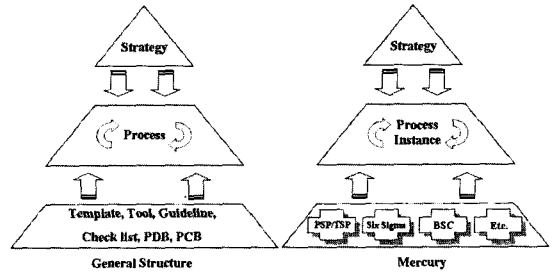 Strategy
Process
Template, Tool, Guideline,
Check list, PDB, PCB
General Structure
Strategy
Process
Instance
PSP/TSP Six Sigma BSC Etc.
Mercury